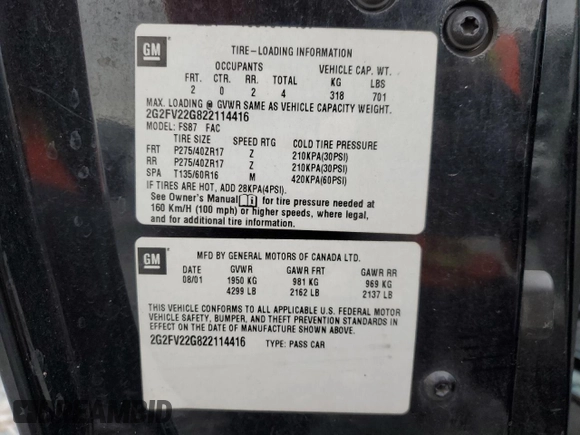 GM
TIRE-LOADING INFORMATION
OCCUPANTS VEHICLE CAP. WT.
FRT. CTR. RR. TOTAL KG LBS
2 0 2 4 318 701
MAX. LOADING @ GVWR SAME AS VEHICLE CAPACITY WEIGHT.
2G2FV22G822114416
MODEL: FS87 FAC
TIRE SIZE SPEED RTG COLD TIRE PRESSURE
FRT P275/40ZR17 Z 210KPA(30PSI)
RR P275/40ZR17 Z 210KPA(30PSI)
SPA T135/60R16 M 420KPA(60PSI)
IF TIRES ARE HOT, ADD 28KPA(4PSI).
See Owner's Manual for tire pressure needed at
160 Km/H (100 mph) or higher speeds, where legal,
and for additional tire information.
GM
MFD BY GENERAL MOTORS OF CANADA LTD.
DATE GVWR GAWR FRT GAWR RR
08/01 1950 KG 981 KG 969 KG
4299 LB 2162 LB 2137 LB
THIS VEHICLE CONFORMS TO ALL APPLICABLE U.S. FEDERAL MOTOR
VEHICLE SAFETY, BUMPER, AND THEFT PREVENTION STANDARDS IN
EFFECT ON THE DATE OF MANUFACTURE SHOWN ABOVE.
2G2FV22G822114416 TYPE: PASS CAR